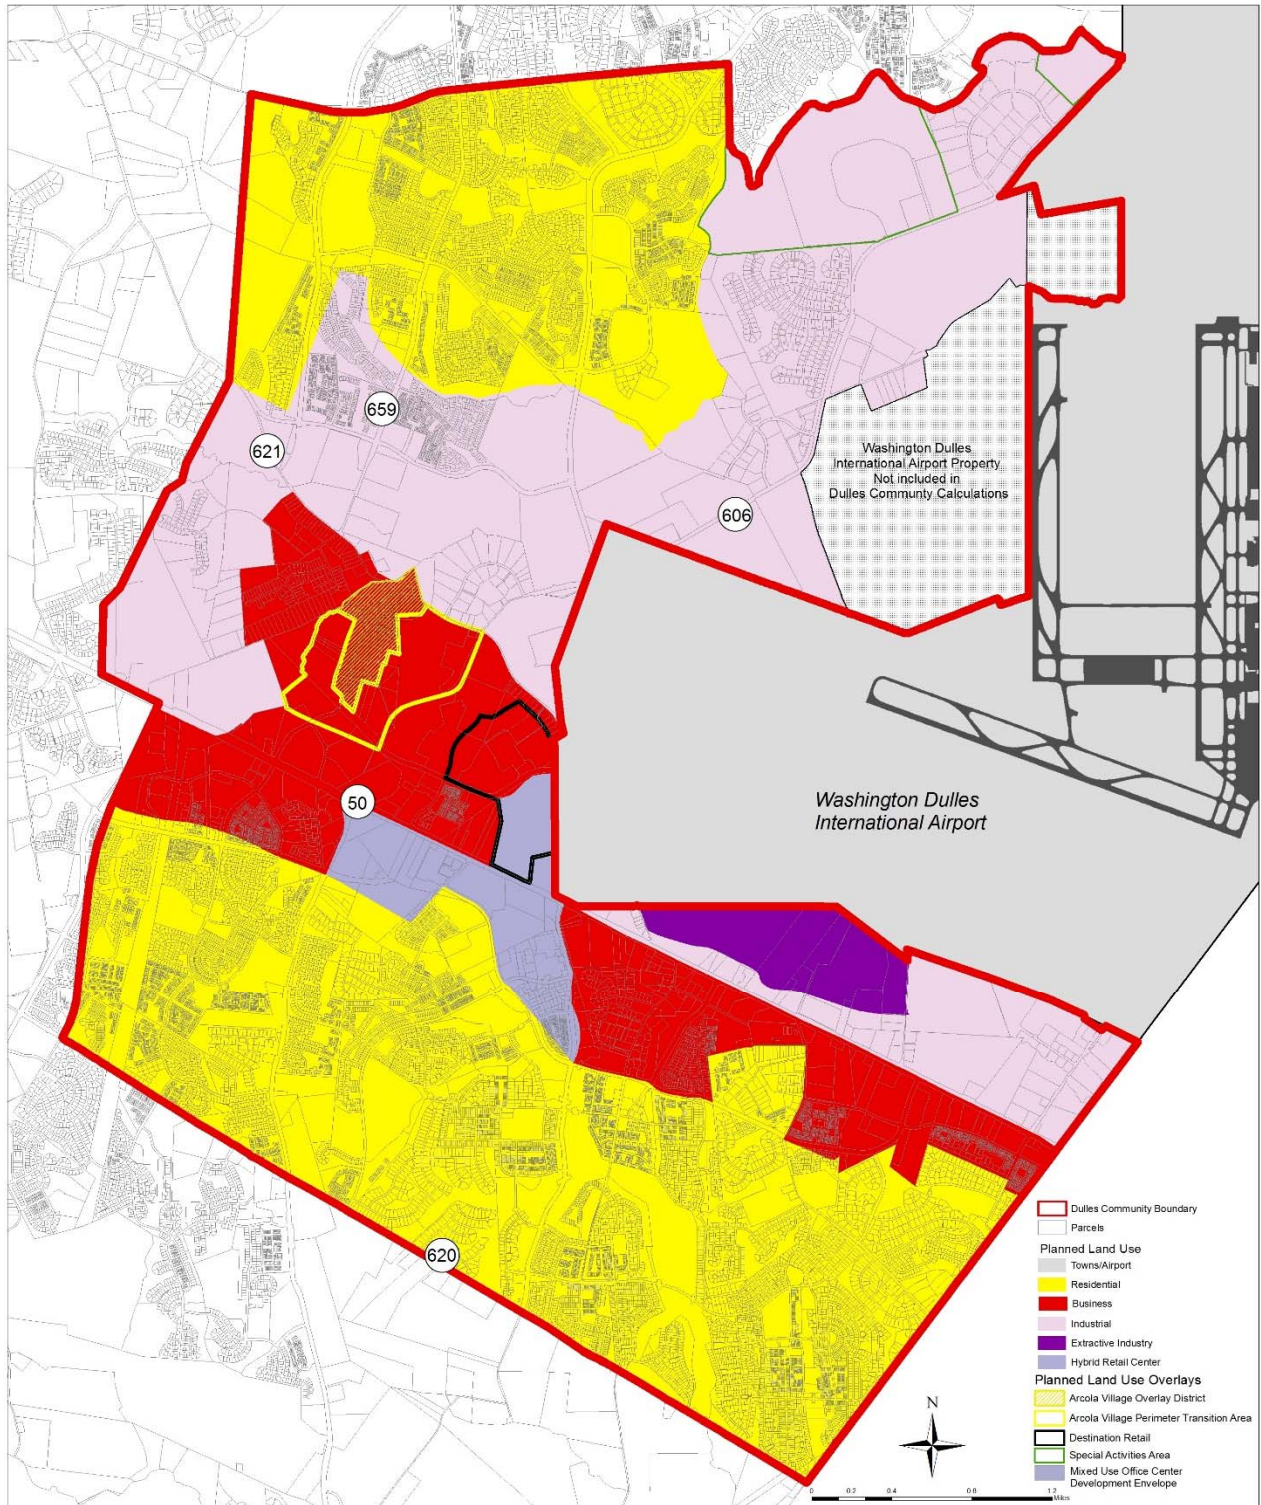 659
621
Washington Dulles
International Airport Property
Not included in
Dulles Communty Calculations
606
Washington Dulles
International Airport
50
620
Dulles Community Boundary
Parcels
Planned Land Use
Towns/Airport
Residential
Business
Industrial
Extractive Industry
Hybrid Retail Center
Planned Land Use Overlays
Arcola Village Overlay District
Arcola Village Perimeter Transition Area
Destination Retail
Special Activities Area
Mixed Use Office Center
Development Envelope
N
0 0.2 0.4 0.8 1.2
Miles